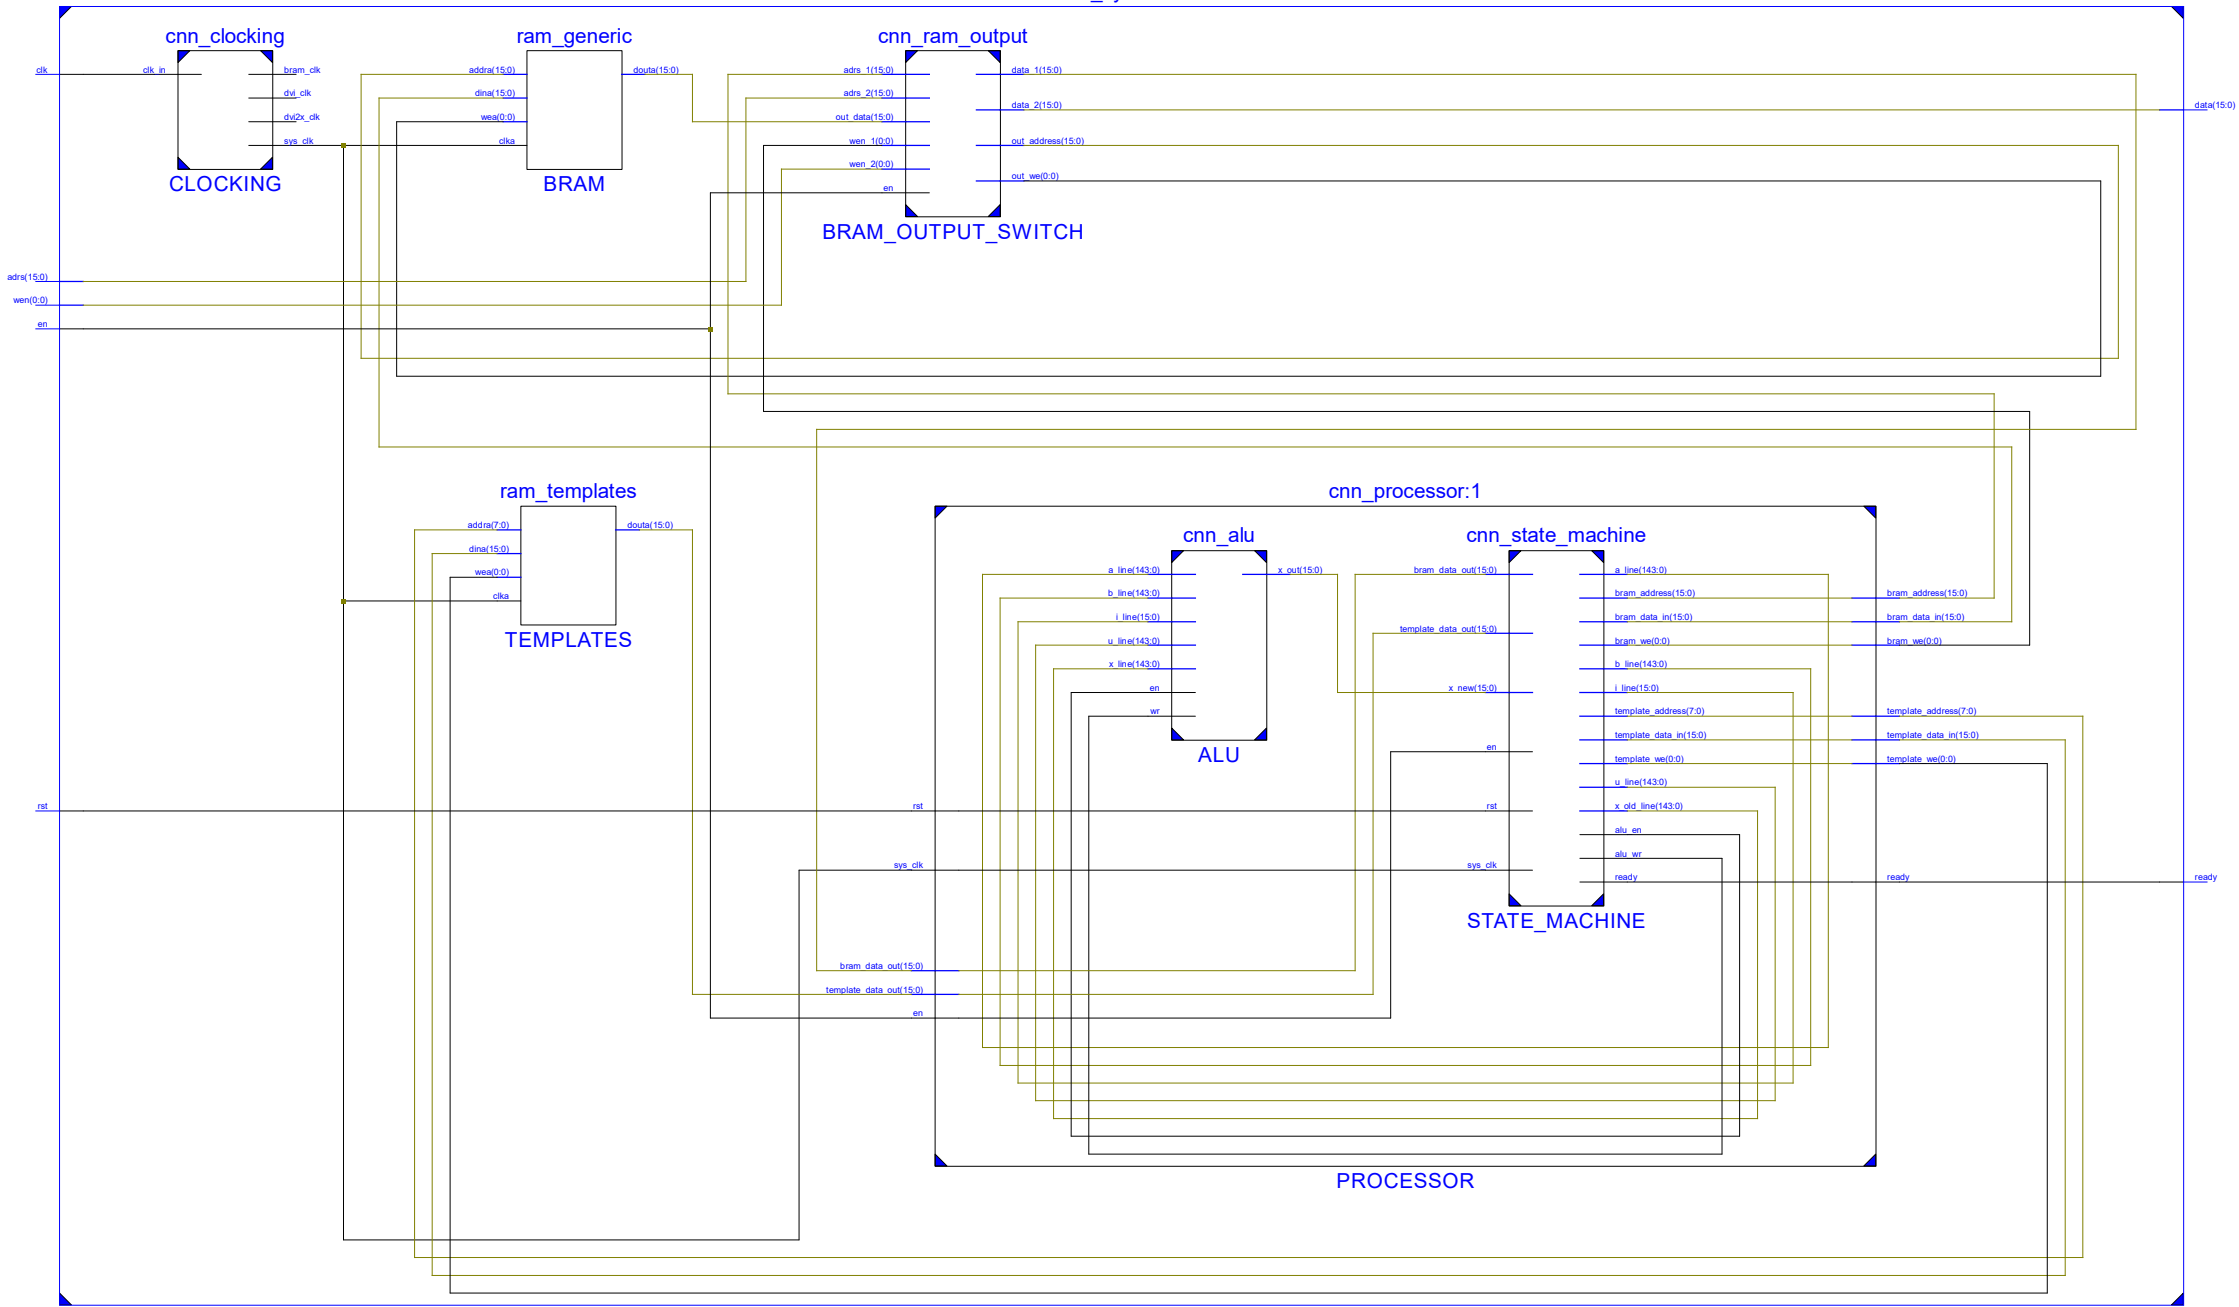 cnn_clocking
clk
clk_in
bram_clk
dvi_clk
dvi2x_clk
sys_clk
CLOCKING
ram_generic
addra(15:0)
dina(15:0)
wea(0:0)
clka
douta(15:0)
BRAM
cnn_ram_output
adrs_1(15:0)
adrs_2(15:0)
out_data(15:0)
wen_1(0:0)
wen_2(0:0)
en
data_1(15:0)
data_2(15:0)
out_address(15:0)
out_we(0:0)
BRAM_OUTPUT_SWITCH
data(15:0)
adrs(15:0)
wen(0:0)
en
ram_templates
addra(7:0)
dina(15:0)
wea(0:0)
clka
douta(15:0)
TEMPLATES
cnn_processor:1
cnn_alu
a_line(143:0)
b_line(143:0)
i_line(15:0)
u_line(143:0)
x_line(143:0)
en
wr
x_out(15:0)
ALU
cnn_state_machine
bram_data_out(15:0)
template_data_out(15:0)
x_new(15:0)
en
rst
sys_clk
a_line(143:0)
bram_address(15:0)
bram_data_in(15:0)
bram_we(0:0)
b_line(143:0)
i_line(15:0)
template_address(7:0)
template_data_in(15:0)
template_we(0:0)
u_line(143:0)
x_old_line(143:0)
alu_en
alu_wr
ready
STATE_MACHINE
bram_address(15:0)
bram_data_in(15:0)
bram_we(0:0)
template_address(7:0)
template_data_in(15:0)
template_we(0:0)
ready
ready
rst
rst
sys_clk
bram_data_out(15:0)
template_data_out(15:0)
en
PROCESSOR